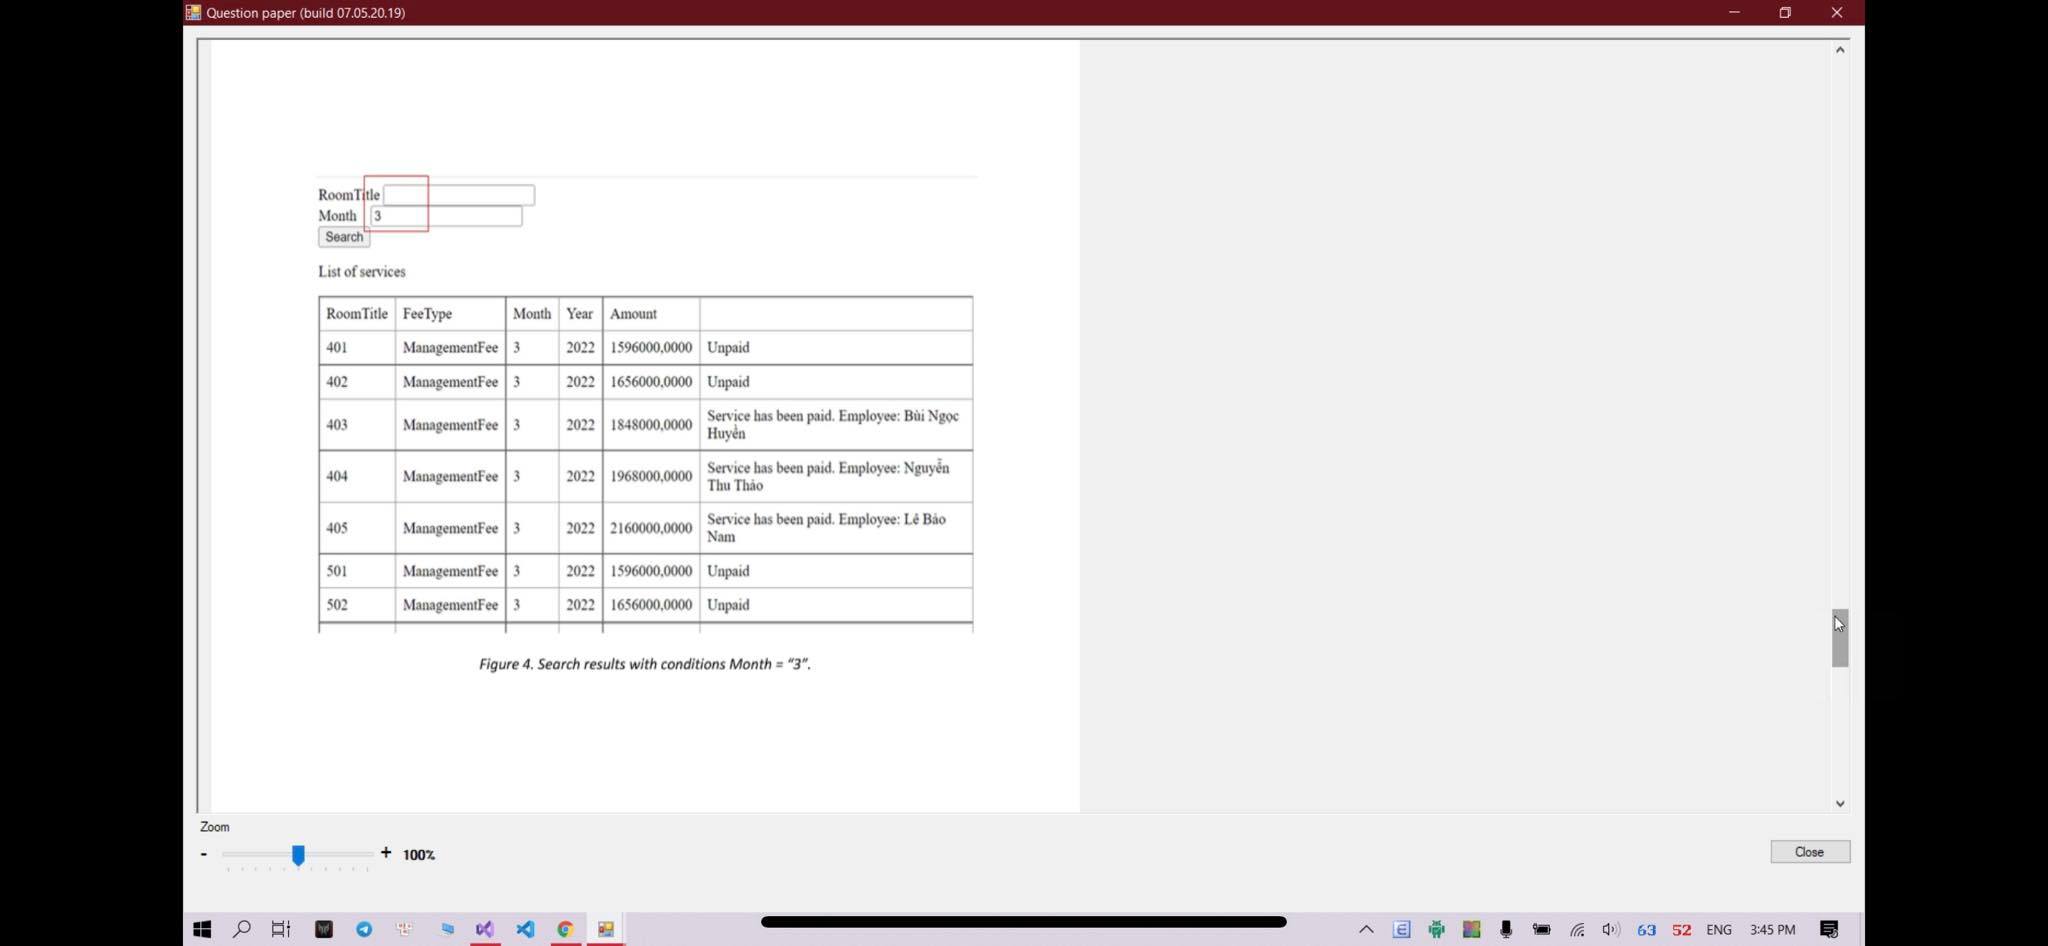 Question paper (build 07.05.20.19)
RoomTitle
Month 3
Search
List of services
RoomTitle FeeType Month Year Amount
401 ManagementFee 3 2022 1596000,0000 Unpaid
402 ManagementFee 3 2022 1656000,0000 Unpaid
403 ManagementFee 3 2022 1848000,0000 Service has been paid. Employee: Bùi Ngọc
Huyền
404 ManagementFee 3 2022 1968000,0000 Service has been paid. Employee: Nguyễn
Thu Thảo
405 ManagementFee 3 2022 2160000,0000 Service has been paid. Employee: Lê Bảo
Nam
501 ManagementFee 3 2022 1596000,0000 Unpaid
502 ManagementFee 3 2022 1656000,0000 Unpaid
Figure 4. Search results with conditions Month = “3”.
Zoom
- + 100%
Close
63 52 ENG 3:45 PM